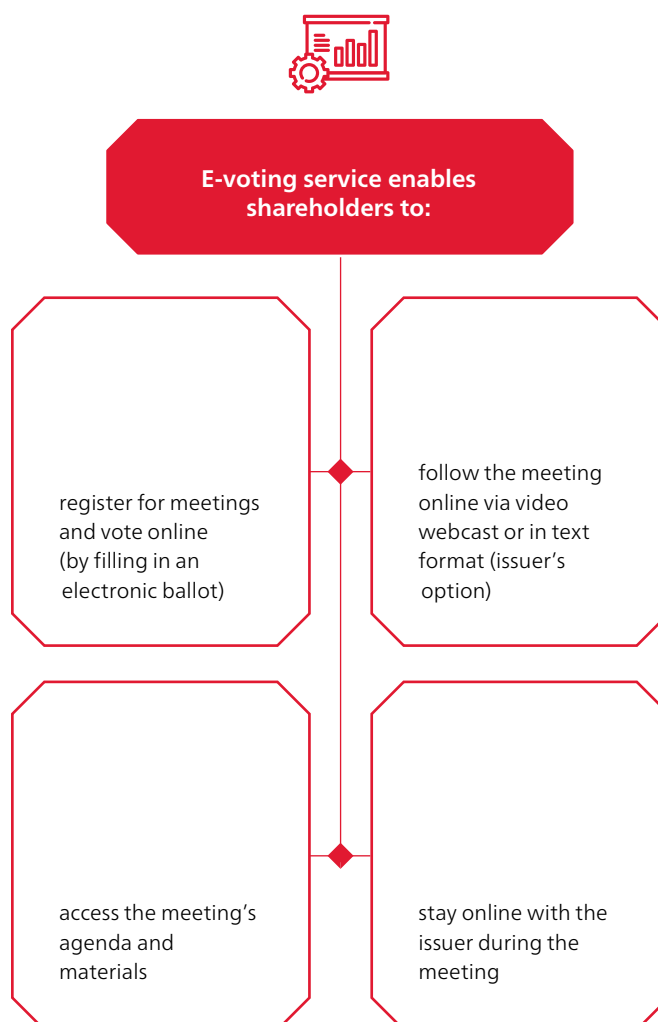 E-voting service enables
shareholders to:
register for meetings
and vote online
(by filling in an
electronic ballot)
follow the meeting
online via video
webcast or in text
format (issuer's
option)
access the meeting's
agenda and
materials
stay online with the
issuer during the
meeting